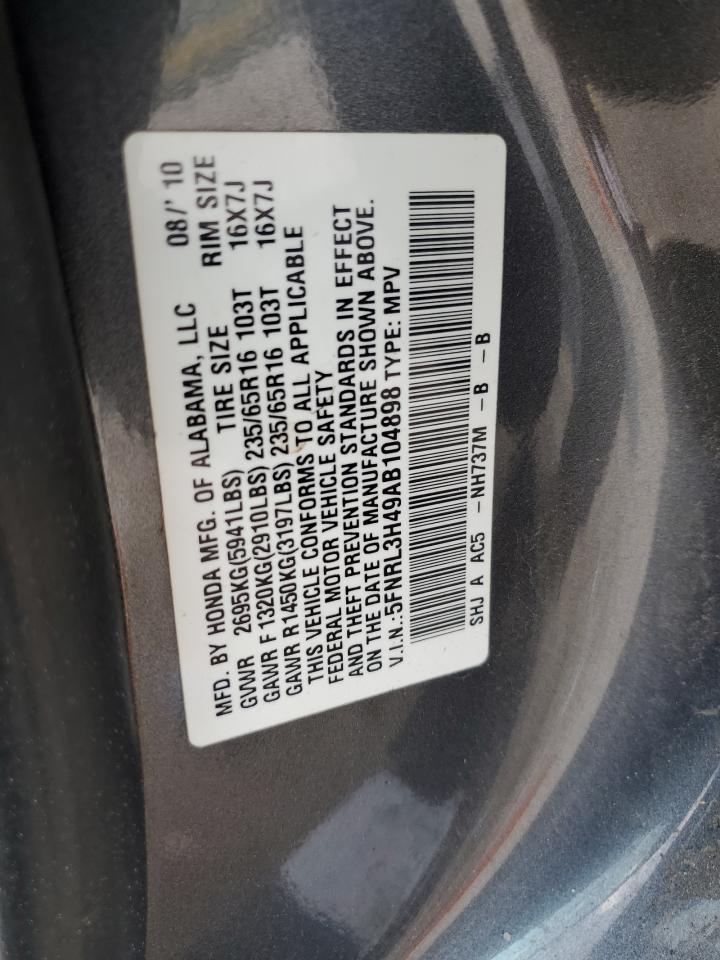 MFD. BY HONDA MFG. OF ALABAMA, LLC 08/' 10
GVWR 2695KG(5941LBS) TIRE SIZE RIM SIZE
GAWR F 1320KG(2910LBS) 235/65R16 103T 16X7J
GAWR R1450KG(3197LBS) 235/65R16 103T 16X7J
THIS VEHICLE CONFORMS TO ALL APPLICABLE
FEDERAL MOTOR VEHICLE SAFETY
AND THEFT PREVENTION STANDARDS IN EFFECT
ON THE DATE OF MANUFACTURE SHOWN ABOVE.
V.I.N.:5FNRL3H49AB104898 TYPE: MPV
SHJ A AC5 -NH737M -B -B